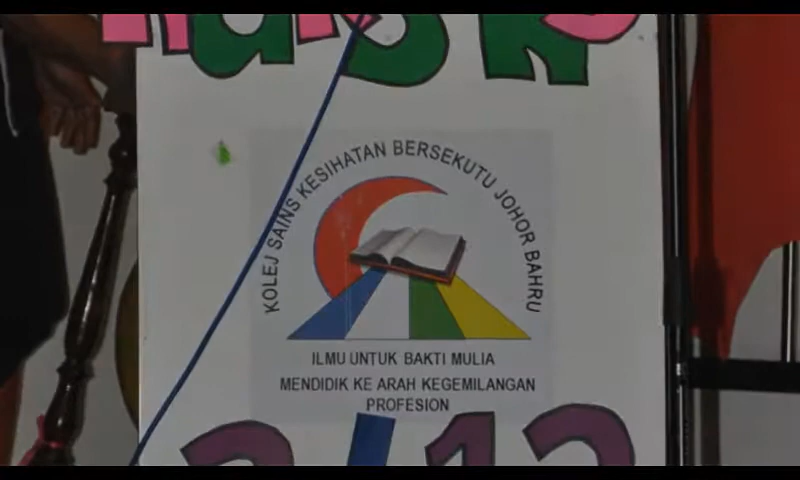 KOLEJ SAINS KESIHATAN BERSEKUTU JOHOR BAHRU
ILMU UNTUK BAKTI MULIA
MENDIDIK KE ARAH KEGEMILANGAN
PROFESION